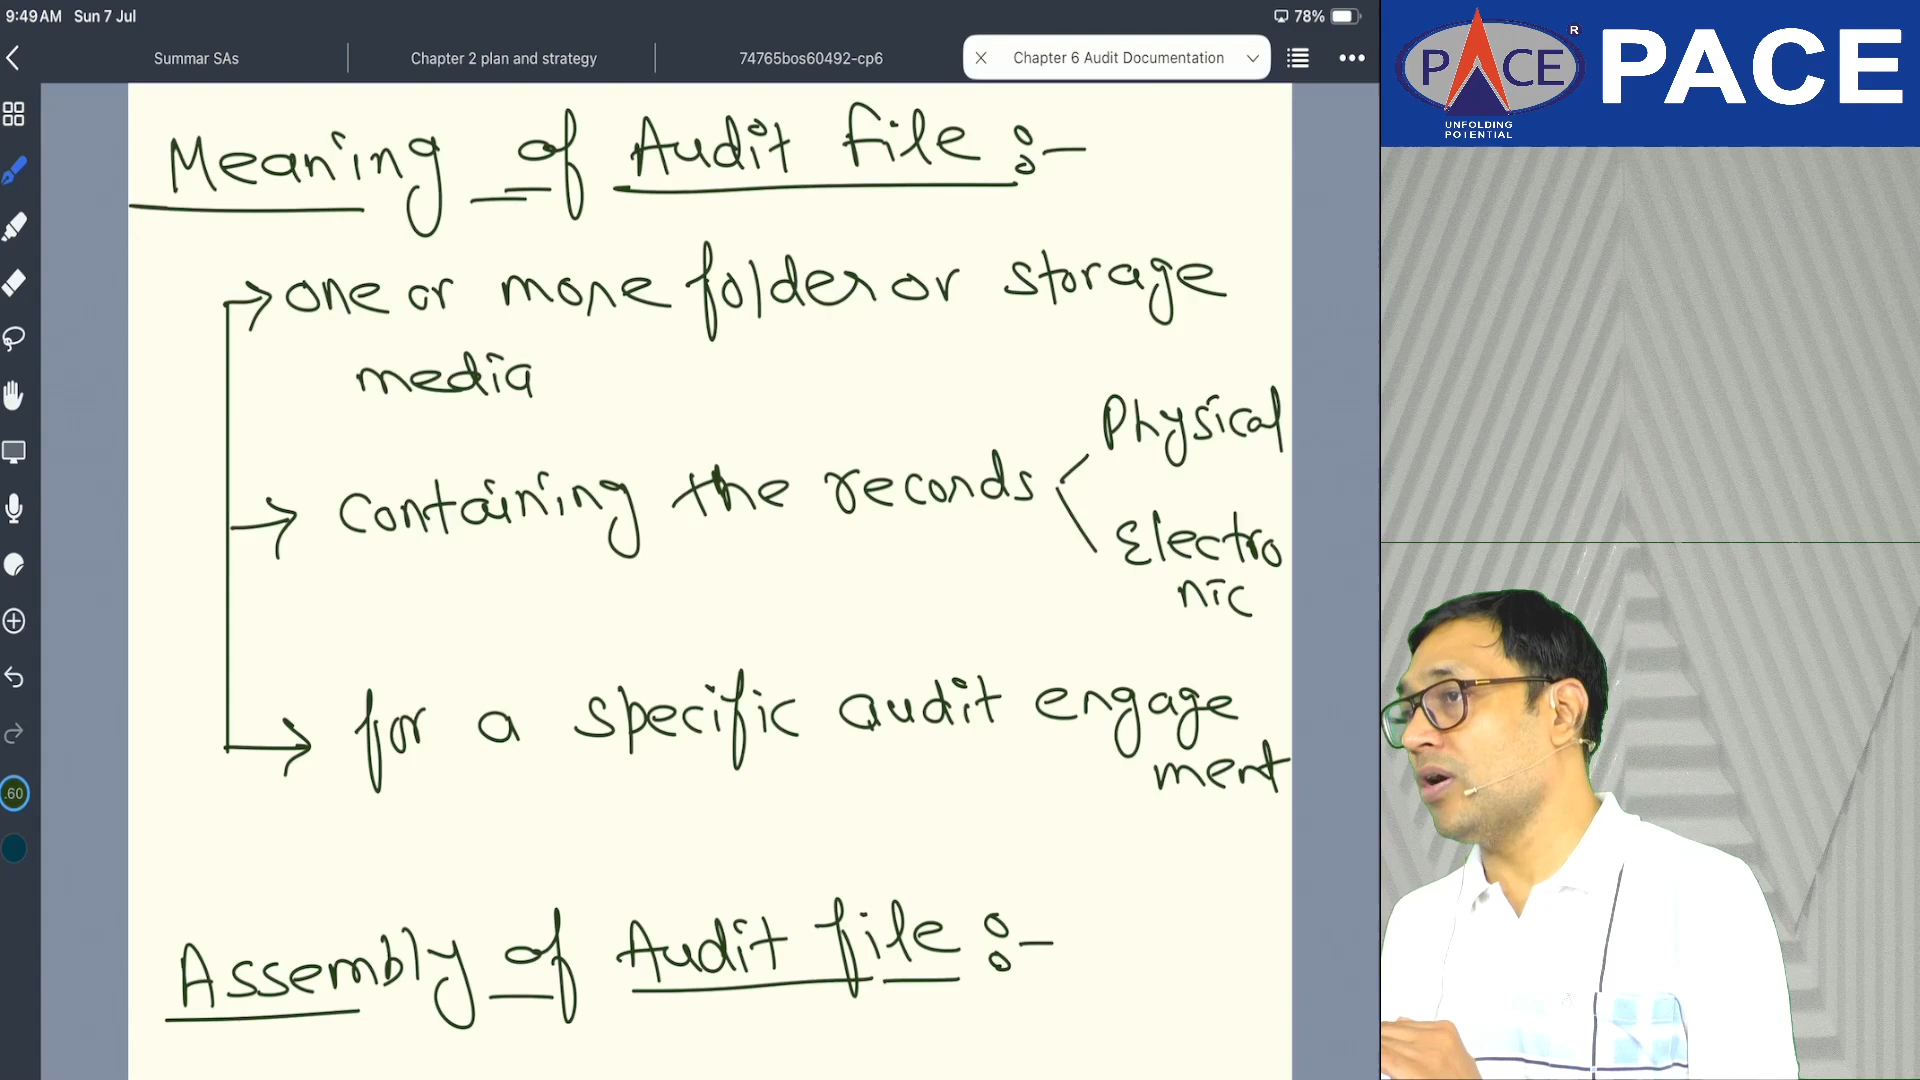 9:49 AM Sun 7 Jul
78%
Summar SAs
Chapter 2 plan and strategy
74765bos60492-cp6
Chapter 6 Audit Documentation
PACE
UNFOLDING
POTENTIAL
®
PACE
Meaning of Audit file :-
→ one or more folder or storage
media
→ containing the records
Physical
Electro
nic
→ for a specific audit engage
ment
Assembly of Audit file :-
.60